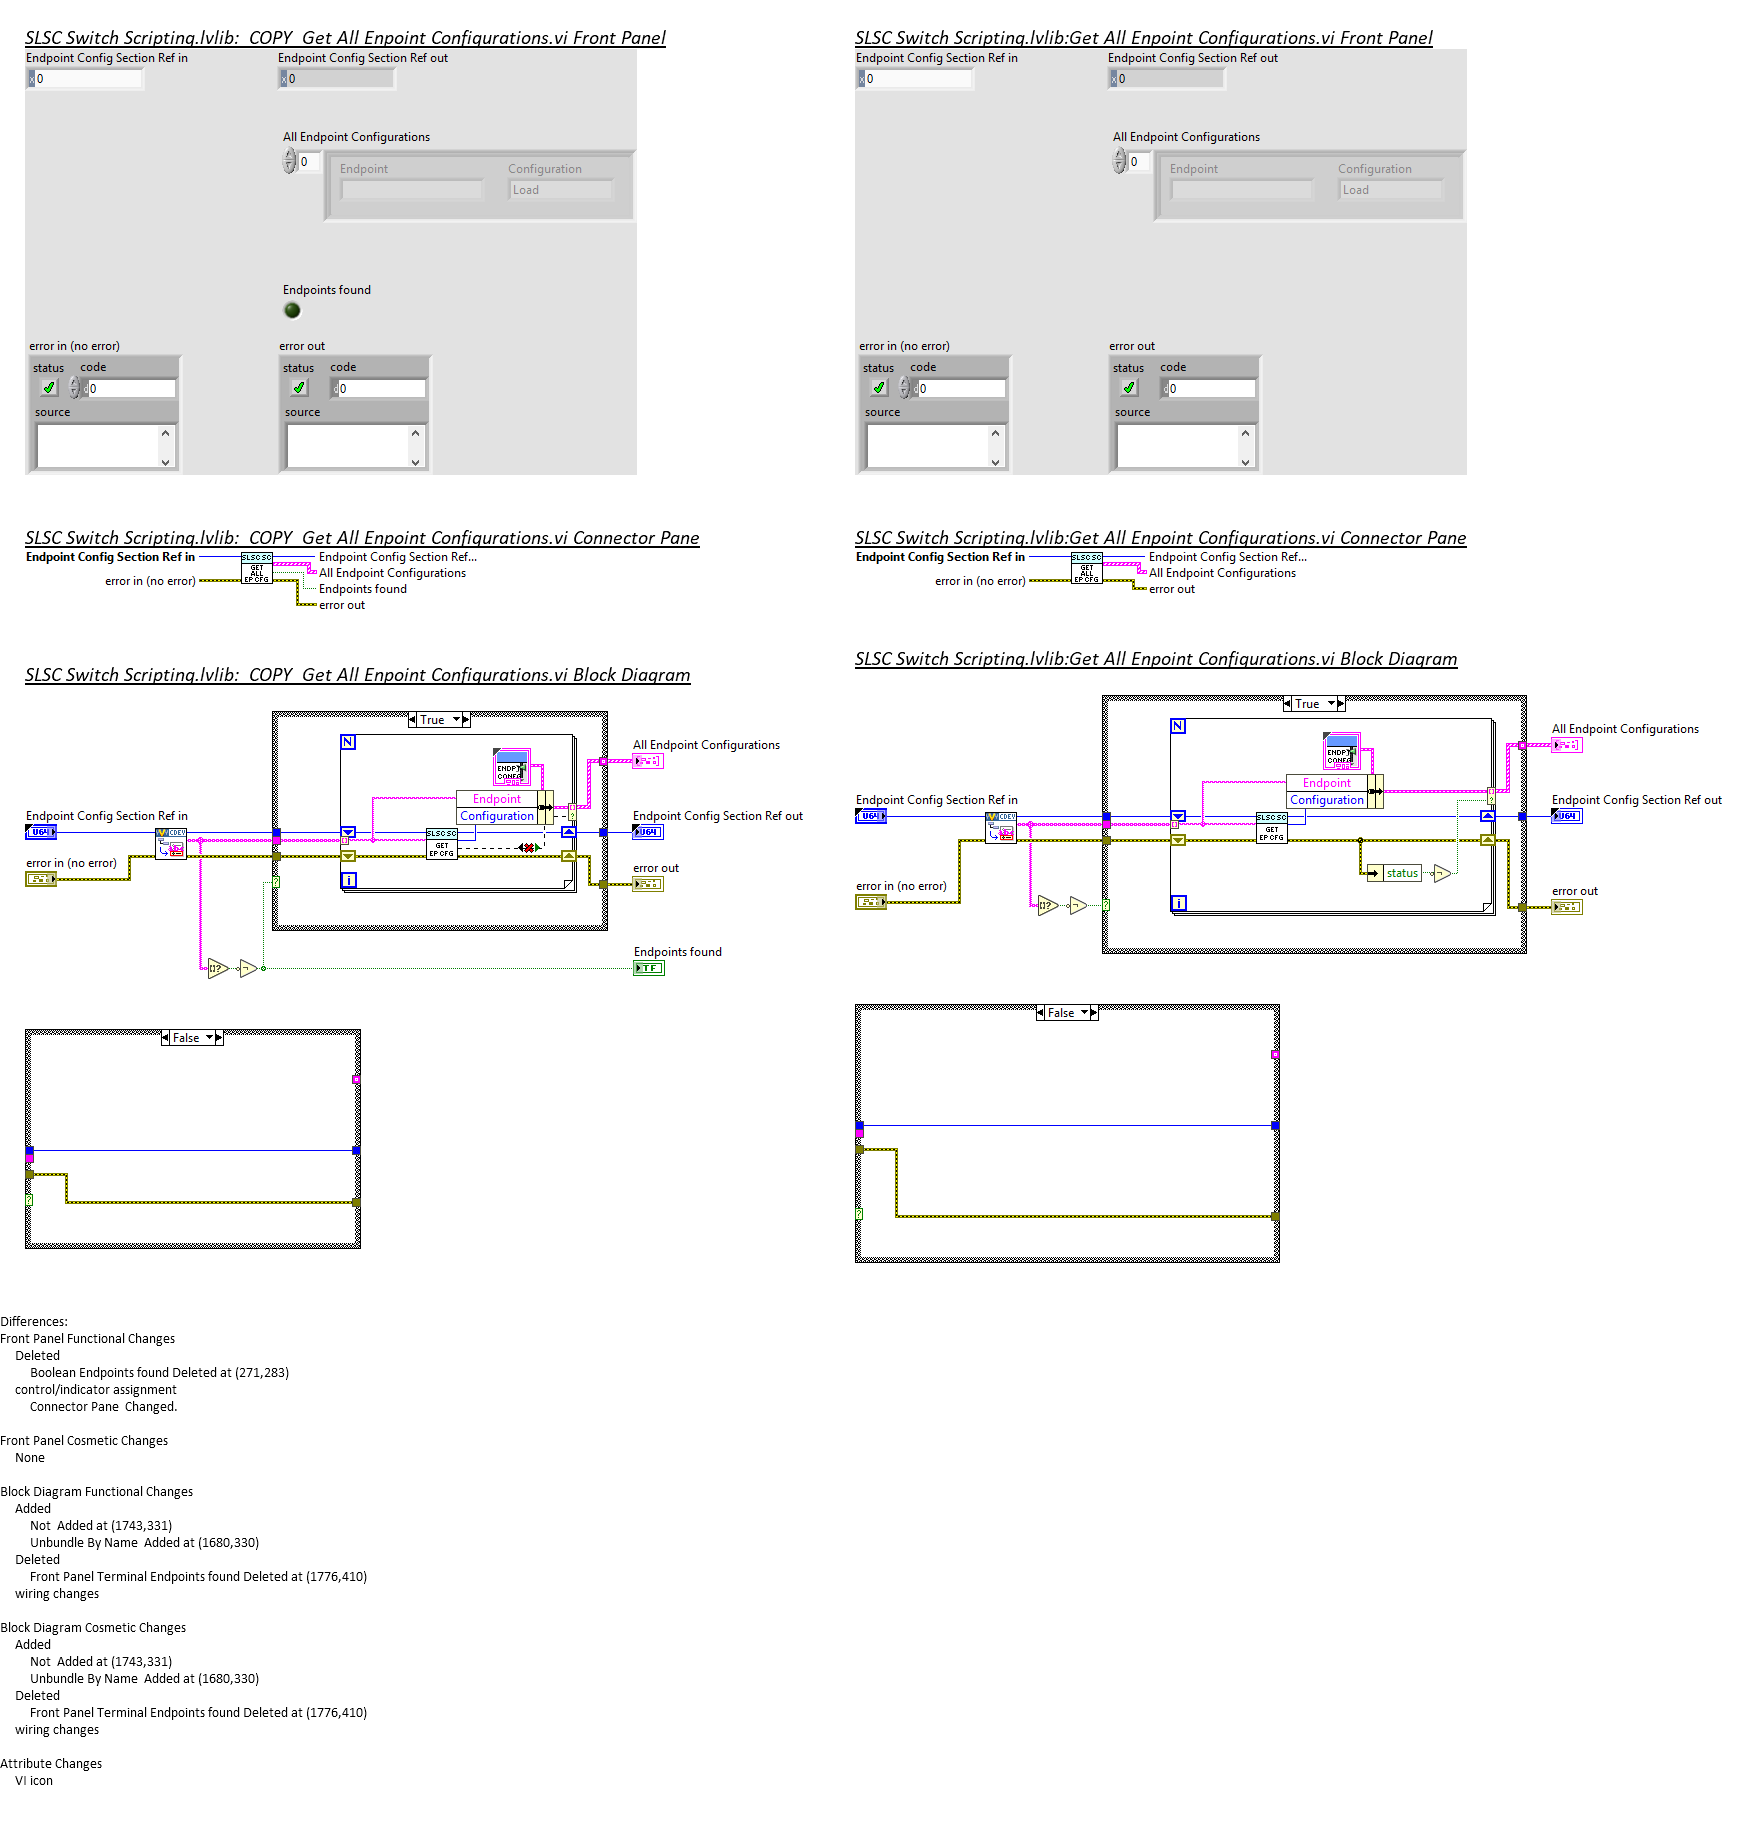 SLSC Switch Scripting.lvlib:  COPY  Get All Enpoint Configurations.vi Front Panel
Endpoint Config Section Ref in
x 0
Endpoint Config Section Ref out
x 0
All Endpoint Configurations
0
Endpoint
Configuration
Load
Endpoints found
error in (no error)
status
code
d 0
source
error out
status
code
d 0
source
SLSC Switch Scripting.lvlib:Get All Enpoint Configurations.vi Front Panel
Endpoint Config Section Ref in
x 0
Endpoint Config Section Ref out
x 0
All Endpoint Configurations
0
Endpoint
Configuration
Load
error in (no error)
status
code
d 0
source
error out
status
code
d 0
source
SLSC Switch Scripting.lvlib:  COPY  Get All Enpoint Configurations.vi Connector Pane
Endpoint Config Section Ref in
error in (no error)
SLSC SC
GET
ALL
EP CFG
Endpoint Config Section Ref...
All Endpoint Configurations
Endpoints found
error out
SLSC Switch Scripting.lvlib:Get All Enpoint Configurations.vi Connector Pane
Endpoint Config Section Ref in
error in (no error)
SLSC SC
GET
ALL
EP CFG
Endpoint Config Section Ref...
All Endpoint Configurations
error out
SLSC Switch Scripting.lvlib:  COPY  Get All Enpoint Configurations.vi Block Diagram
True
N
ENDPT
CONFG
Endpoint
Configuration
All Endpoint Configurations
Endpoint Config Section Ref in
U64
CDEV
SLSC SC
GET
EP CFG
Endpoint Config Section Ref out
U64
error in (no error)
error out
i
?
Endpoints found
TF
False
?
SLSC Switch Scripting.lvlib:Get All Enpoint Configurations.vi Block Diagram
True
N
ENDPT
CONFG
Endpoint
Configuration
All Endpoint Configurations
Endpoint Config Section Ref in
U64
CDEV
SLSC SC
GET
EP CFG
Endpoint Config Section Ref out
U64
status
error in (no error)
error out
i
?
False
?
Differences:
Front Panel Functional Changes
Deleted
Boolean Endpoints found Deleted at (271,283)
control/indicator assignment
Connector Pane  Changed.
Front Panel Cosmetic Changes
None
Block Diagram Functional Changes
Added
Not  Added at (1743,331)
Unbundle By Name  Added at (1680,330)
Deleted
Front Panel Terminal Endpoints found Deleted at (1776,410)
wiring changes
Block Diagram Cosmetic Changes
Added
Not  Added at (1743,331)
Unbundle By Name  Added at (1680,330)
Deleted
Front Panel Terminal Endpoints found Deleted at (1776,410)
wiring changes
Attribute Changes
VI icon